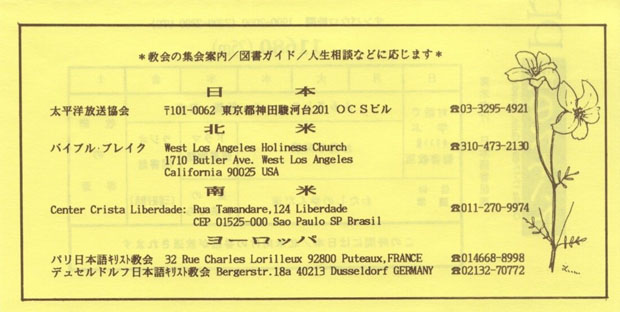 *教会の集会案内/図書ガイド/人生相談などに応じます*
日本
太平洋放送協会 〒101-0062 東京都神田駿河台201 OCSビル ☎03-3295-4921
北米
バイブル・ブレイク West Los Angeles Holiness Church ☎310-473-2130
1710 Butler Ave. West Los Angeles
California 90025 USA
南米
Center Crista Liberdade: Rua Tamandare,124 Liberdade ☎011-270-9974
CEP 01525-000 Sao Paulo SP Brasil
ヨーロッパ
パリ日本語キリスト教会 32 Rue Charles Lorilleux 92800 Puteaux,FRANCE ☎014668-8998
デュセルドルフ日本語キリスト教会 Bergerstr.18a 40213 Dusseldorf GERMANY ☎02132-70772